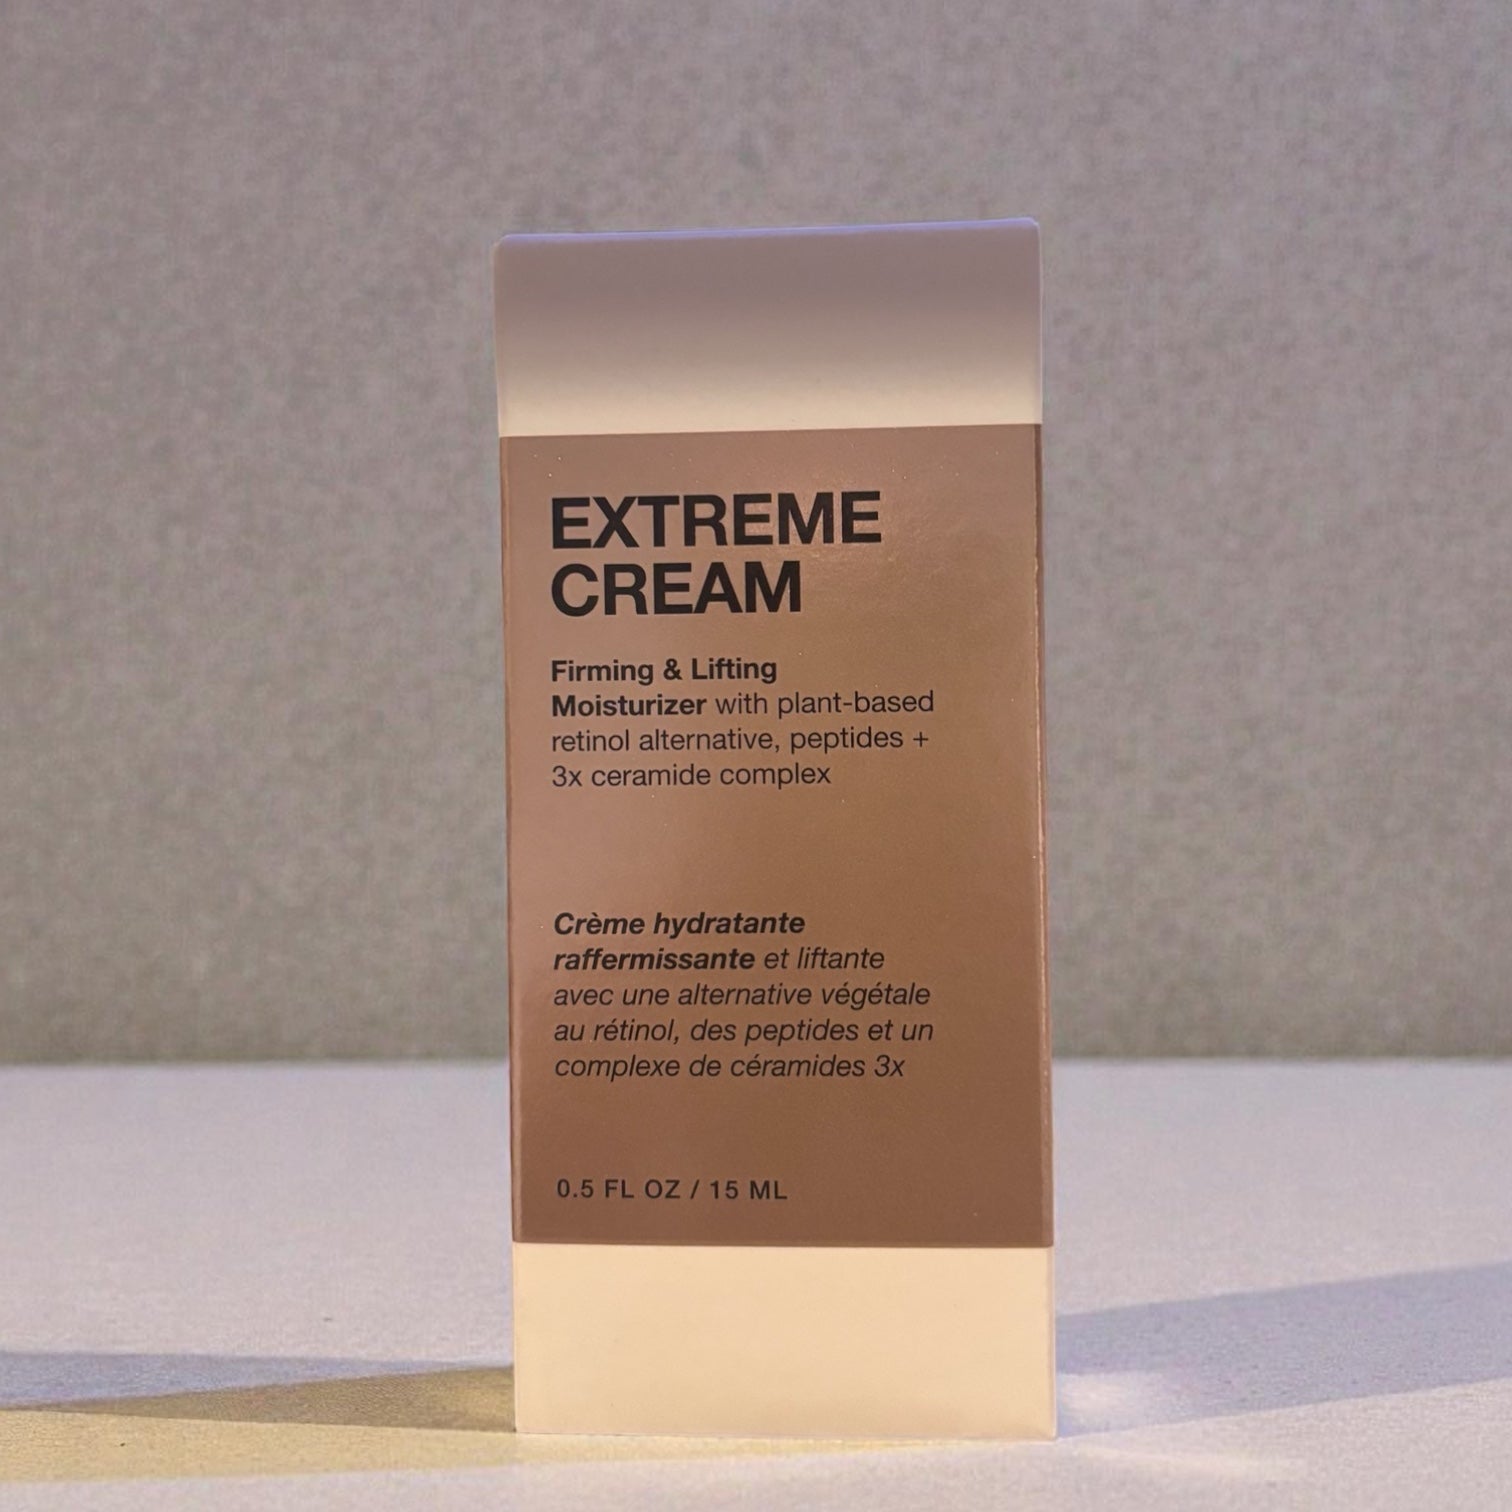 EXTREME
CREAM
Firming & Lifting
Moisturizer with plant-based
retinol alternative, peptides +
3x ceramide complex
Crème hydratante
raffermissante et liftante
avec une alternative végétale
au rétinol, des peptides et un
complexe de céramides 3x
0.5 FL OZ / 15 ML